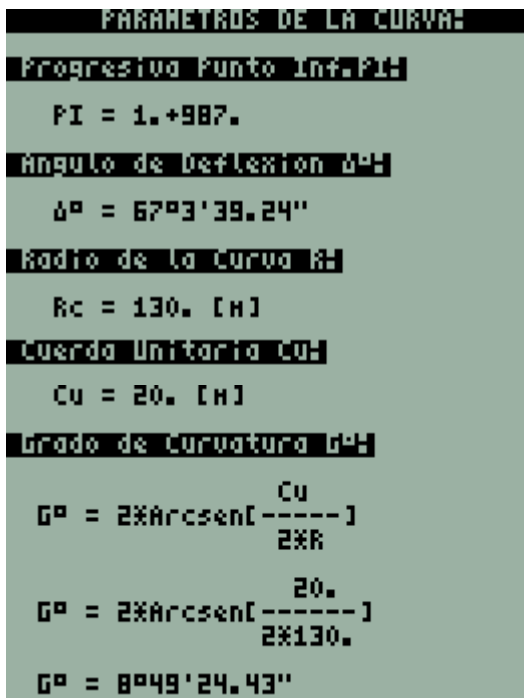 PARAMETROS DE LA CURVA:
Progresiva Punto Inf.PI:
PI = 1.+987.
Angulo de Deflexion Δº:
Δº = 67º3'39.24"
Radio de la Curva R:
Rc = 130. [M]
Cuerda Unitaria CU:
Cu = 20. [M]
Grado de Curvatura Gº:
Cu
Gº = 2*Arcsen[-----]
2*R
20.
Gº = 2*Arcsen[------]
2*130.
Gº = 8º49'24.43"